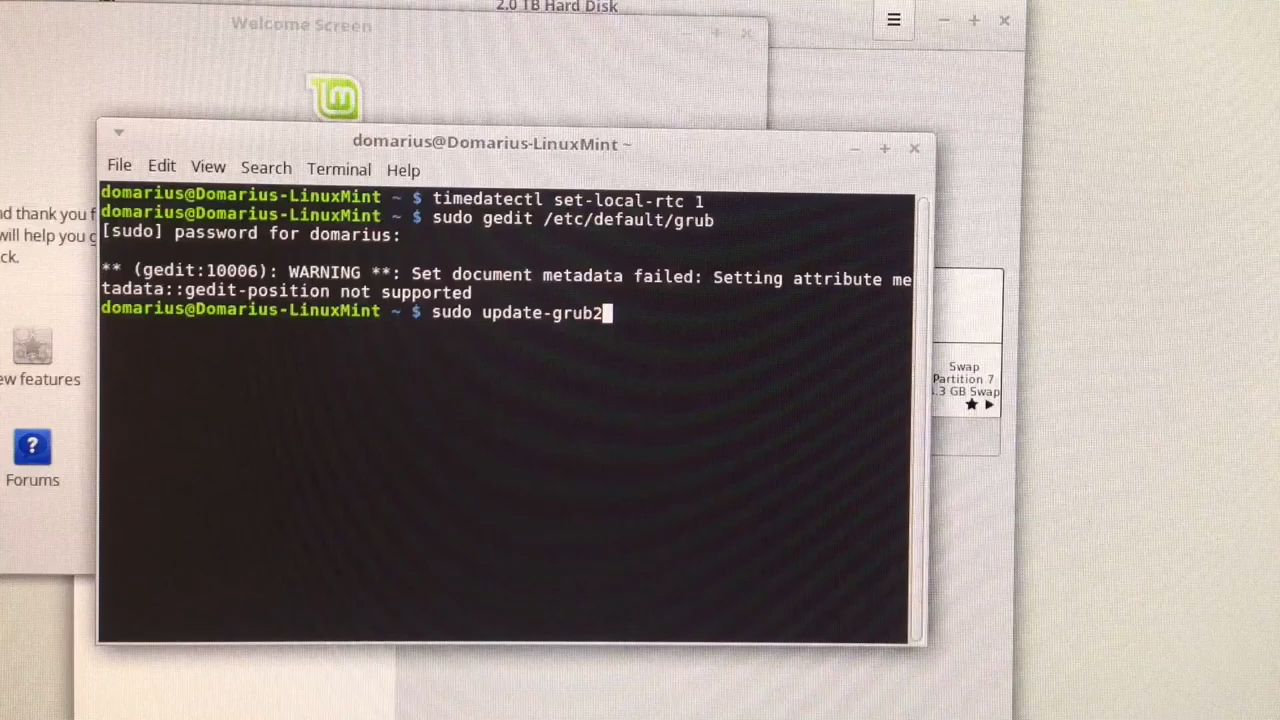 2.0 TB Hard Disk
Welcome Screen
domarius@Domarius-LinuxMint ~
File Edit View Search Terminal Help
domarius@Domarius-LinuxMint ~ $ timedatectl set-local-rtc 1
domarius@Domarius-LinuxMint ~ $ sudo gedit /etc/default/grub
[sudo] password for domarius:
** (gedit:10006): WARNING **: Set document metadata failed: Setting attribute me
tadata::gedit-position not supported
domarius@Domarius-LinuxMint ~ $ sudo update-grub2
nd thank you f
will help you g
ck.
ew features
Forums
Swap
Partition 7
.3 GB Swap